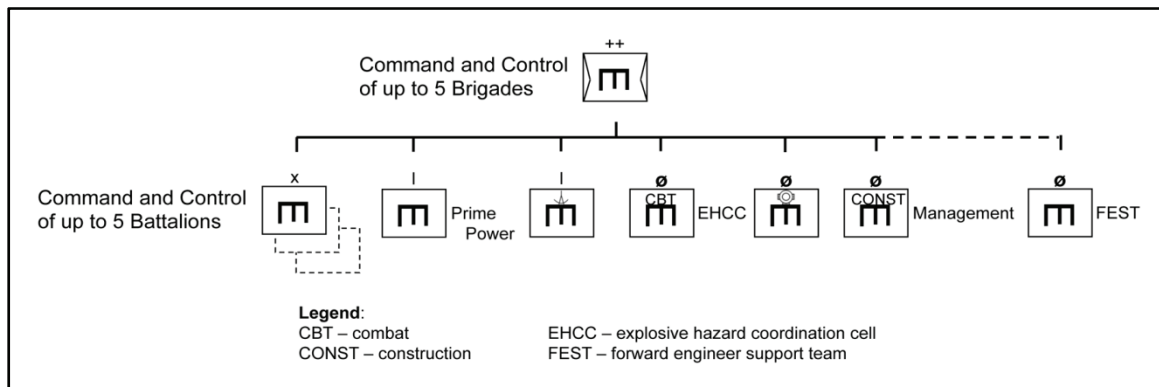 ++
Command and Control
of up to 5 Brigades
Command and Control
of up to 5 Battalions
x
I
Prime
Power
I
Ø
CBT
EHCC
Ø
Ø
CONST
Management
Ø
FEST
Legend:
CBT – combat
CONST – construction
EHCC – explosive hazard coordination cell
FEST – forward engineer support team